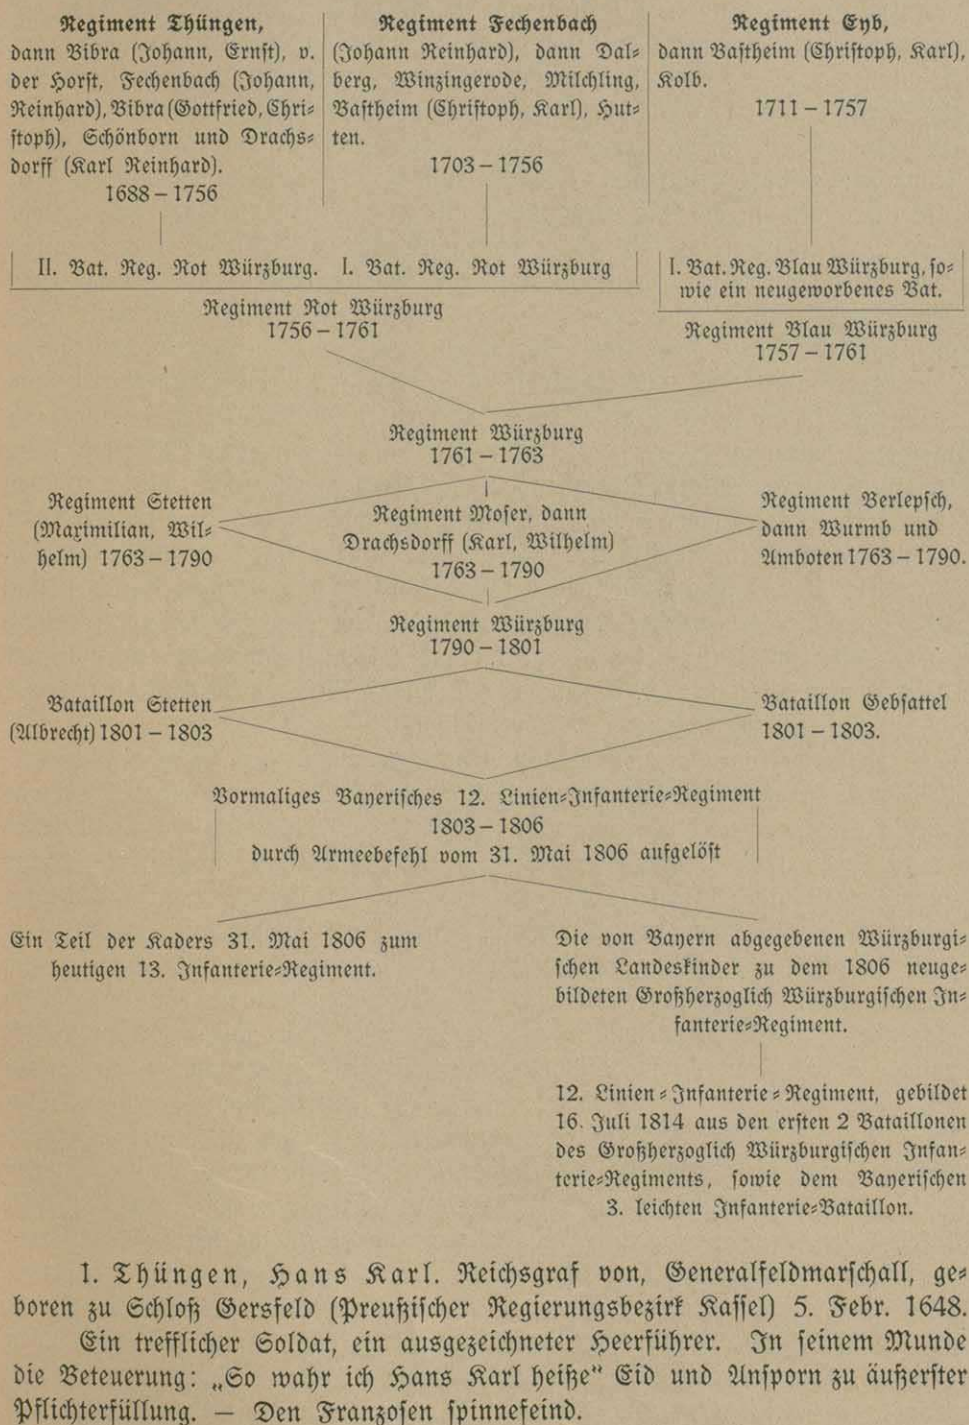 Regiment Thüngen,
dann Bibra (Johann, Ernst), v.
der Horst, Fechenbach (Johann,
Reinhard), Bibra (Gottfried, Chri-
stoph), Schönborn und Drachs-
dorff (Karl Reinhard).
1688 – 1756
Regiment Fechenbach
(Johann Reinhard), dann Dal-
berg, Winzingerode, Milchling,
Bastheim (Christoph, Karl), Hut-
ten.
1703 – 1756
Regiment Eyb,
dann Bastheim (Christoph, Karl),
Kolb.
1711 – 1757
II. Bat. Reg. Rot Würzburg. I. Bat. Reg. Rot Würzburg
Regiment Rot Würzburg
1756 – 1761
I. Bat. Reg. Blau Würzburg, so-
wie ein neugeworbenes Bat.
Regiment Blau Würzburg
1757 – 1761
Regiment Würzburg
1761 – 1763
Regiment Stetten
(Maximilian, Wil-
helm) 1763 – 1790
Regiment Moser, dann
Drachsdorff (Karl, Wilhelm)
1763 – 1790
Regiment Berlepsch,
dann Wurmb und
Amboten 1763 – 1790.
Regiment Würzburg
1790 – 1801
Bataillon Stetten
(Albrecht) 1801 – 1803
Bataillon Gebsattel
1801 – 1803.
Vormaliges Bayerisches 12. Linien-Infanterie-Regiment
1803 – 1806
durch Armeebefehl vom 31. Mai 1806 aufgelöst
Ein Teil der Kaders 31. Mai 1806 zum
heutigen 13. Infanterie-Regiment.
Die von Bayern abgegebenen Würzburgi-
schen Landeskinder zu dem 1806 neuge-
bildeten Großherzoglich Würzburgischen In-
fanterie-Regiment.
12. Linien-Infanterie-Regiment, gebildet
16. Juli 1814 aus den ersten 2 Bataillonen
des Großherzoglich Würzburgischen Infan-
terie-Regiments, sowie dem Bayerischen
3. leichten Infanterie-Bataillon.
1. Thüngen, Hans Karl. Reichsgraf von, Generalfeldmarschall, ge-
boren zu Schloß Gersfeld (Preußischer Regierungsbezirk Kassel) 5. Febr. 1648.
Ein trefflicher Soldat, ein ausgezeichneter Heerführer. In seinem Munde
die Beteuerung: „So wahr ich Hans Karl heiße“ Eid und Ansporn zu äußerster
Pflichterfüllung. — Den Franzosen spinnefeind.